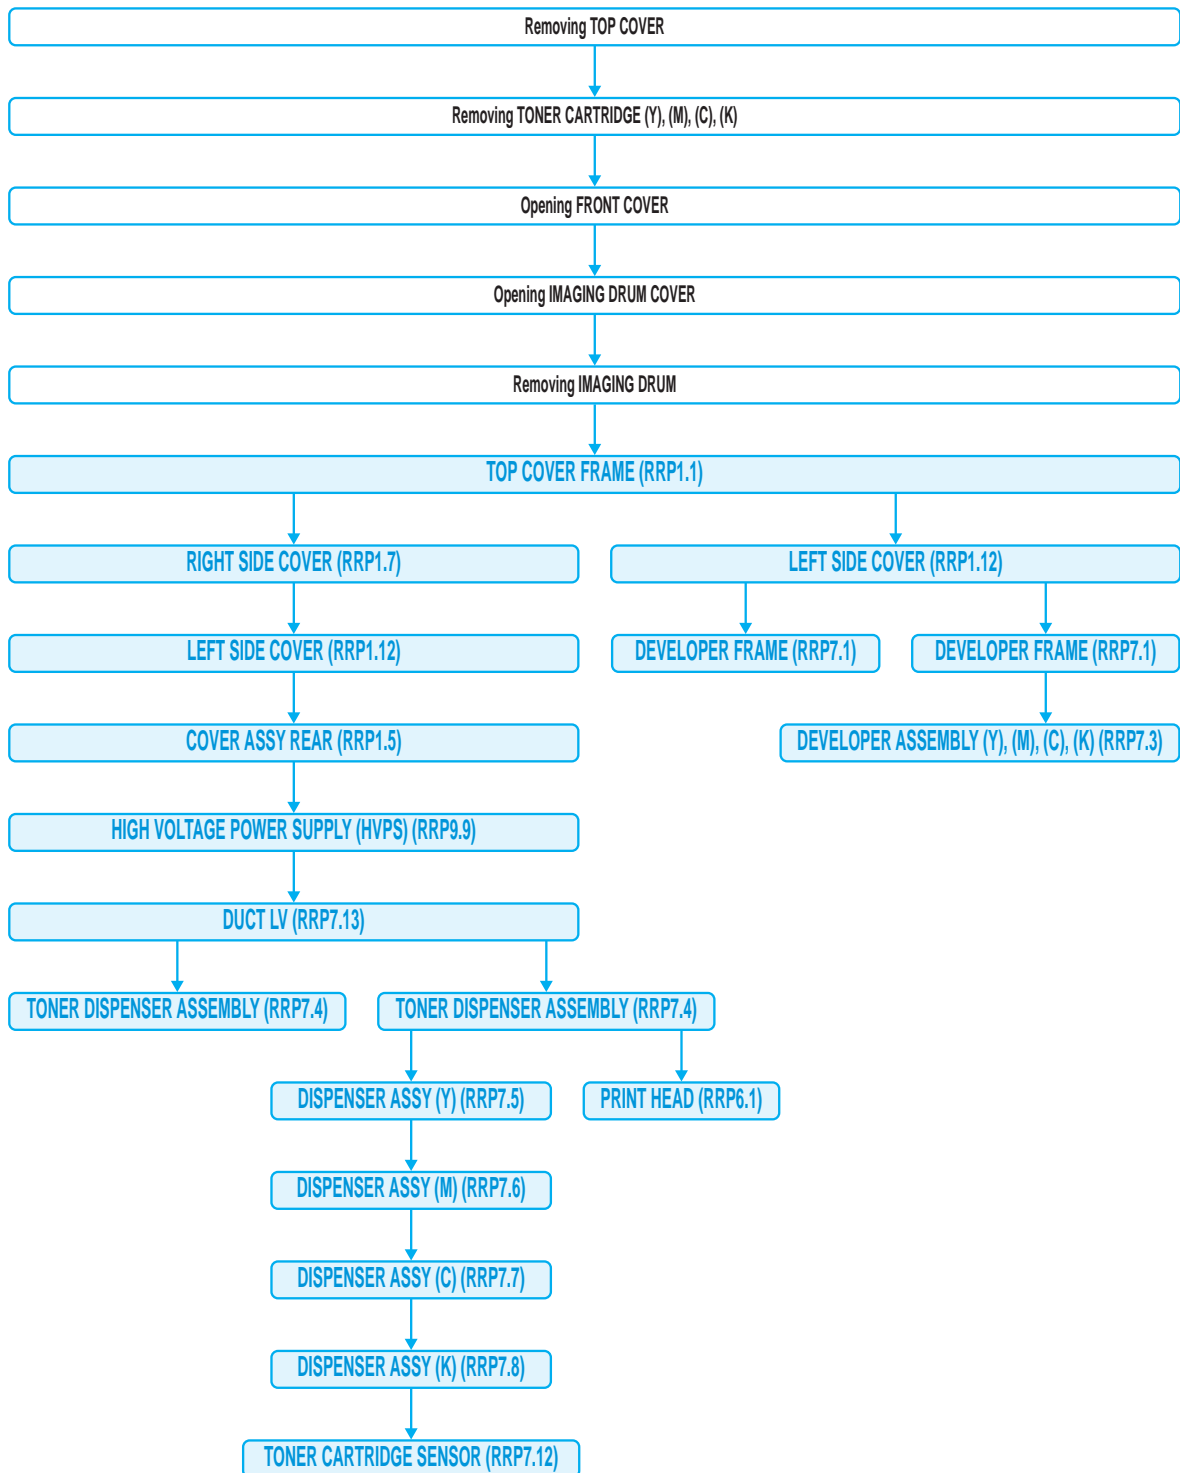 Removing TOP COVER
Removing TONER CARTRIDGE (Y), (M), (C), (K)
Opening FRONT COVER
Opening IMAGING DRUM COVER
Removing IMAGING DRUM
TOP COVER FRAME (RRP1.1)
RIGHT SIDE COVER (RRP1.7)
LEFT SIDE COVER (RRP1.12)
LEFT SIDE COVER (RRP1.12)
DEVELOPER FRAME (RRP7.1)
DEVELOPER FRAME (RRP7.1)
COVER ASSY REAR (RRP1.5)
DEVELOPER ASSEMBLY (Y), (M), (C), (K) (RRP7.3)
HIGH VOLTAGE POWER SUPPLY (HVPS) (RRP9.9)
DUCT LV (RRP7.13)
TONER DISPENSER ASSEMBLY (RRP7.4)
TONER DISPENSER ASSEMBLY (RRP7.4)
DISPENSER ASSY (Y) (RRP7.5)
PRINT HEAD (RRP6.1)
DISPENSER ASSY (M) (RRP7.6)
DISPENSER ASSY (C) (RRP7.7)
DISPENSER ASSY (K) (RRP7.8)
TONER CARTRIDGE SENSOR (RRP7.12)